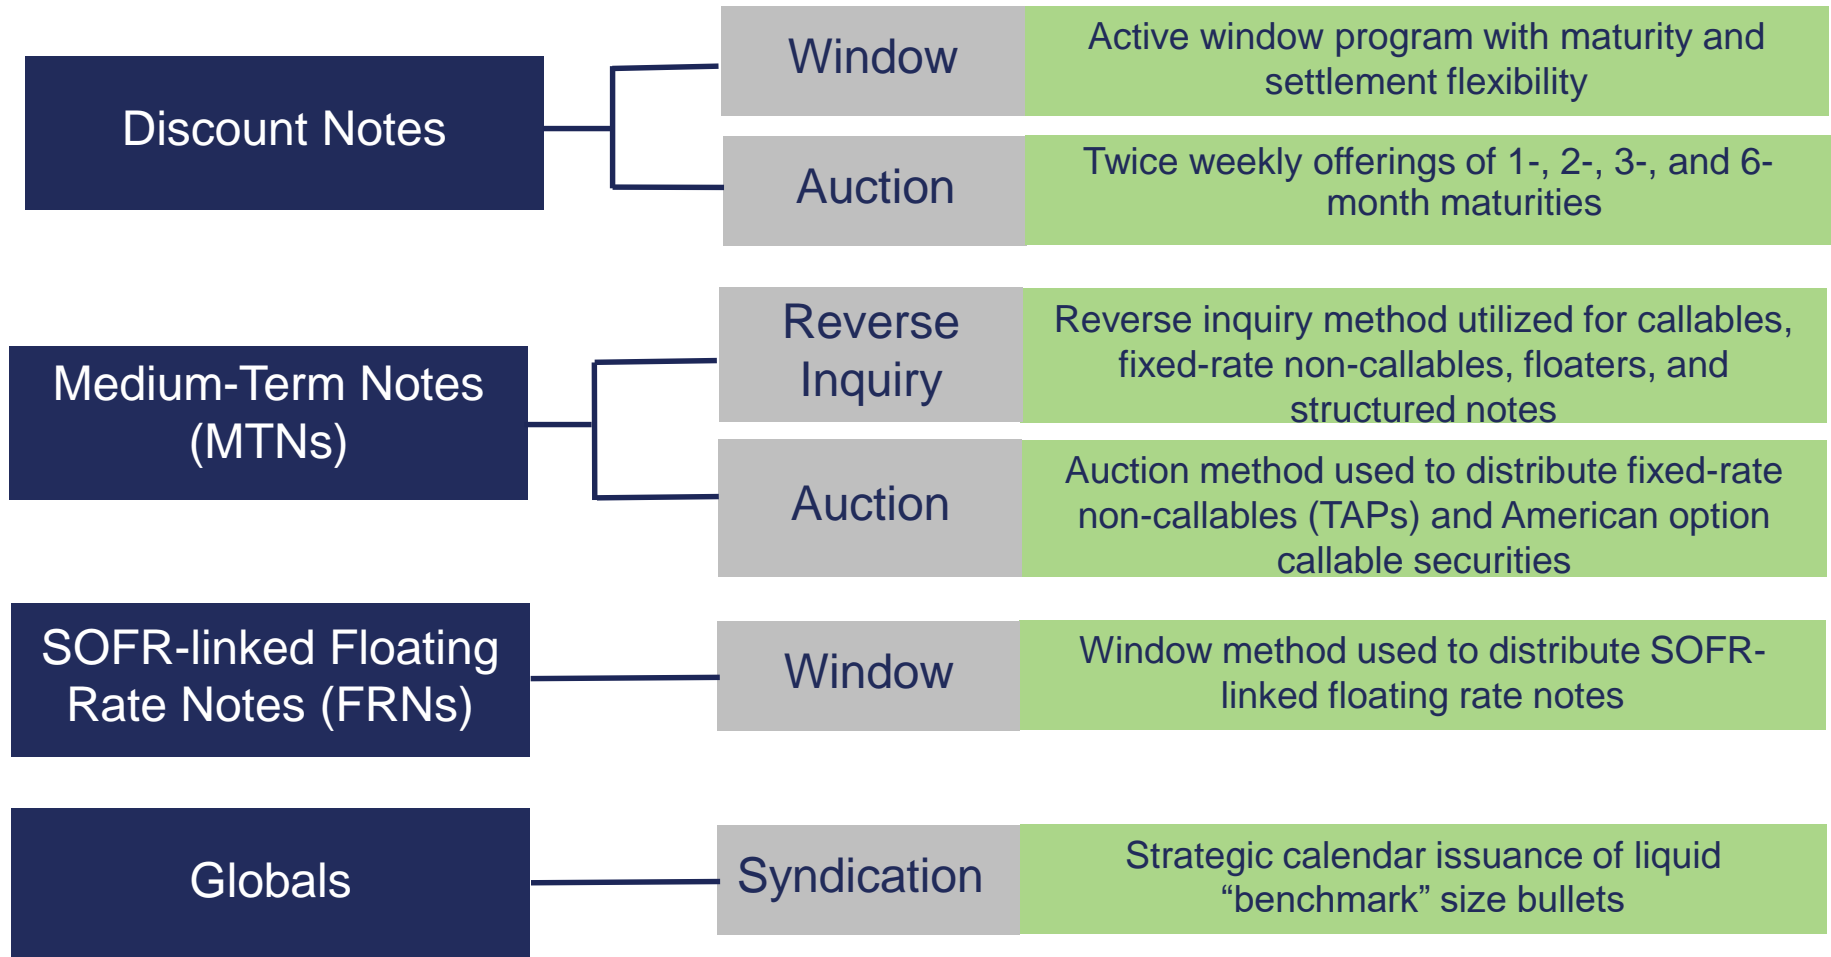 Discount Notes
Window
Active window program with maturity and
settlement flexibility
Auction
Twice weekly offerings of 1-, 2-, 3-, and 6-
month maturities
Medium-Term Notes
(MTNs)
Reverse
Inquiry
Reverse inquiry method utilized for callables,
fixed-rate non-callables, floaters, and
structured notes
Auction
Auction method used to distribute fixed-rate
non-callables (TAPs) and American option
callable securities
SOFR-linked Floating
Rate Notes (FRNs)
Window
Window method used to distribute SOFR-
linked floating rate notes
Globals
Syndication
Strategic calendar issuance of liquid
“benchmark” size bullets